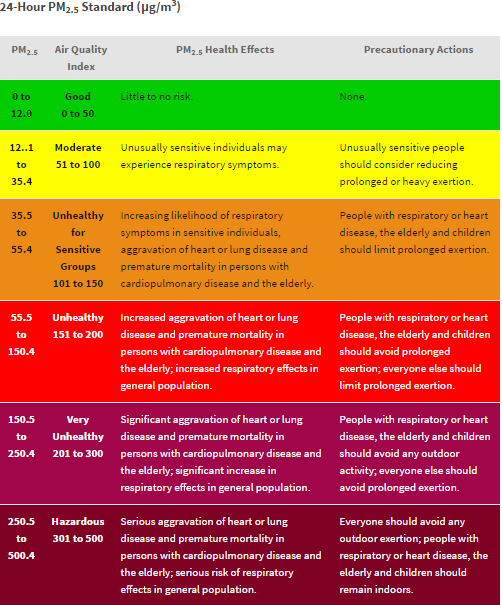 24-Hour PM2.5 Standard (µg/m³)
PM2.5
Air Quality
Index
PM2.5 Health Effects
Precautionary Actions
0 to
12.0
Good
0 to 50
Little to no risk.
None.
12..1
to
35.4
Moderate
51 to 100
Unusually sensitive individuals may
experience respiratory symptoms.
Unusually sensitive people
should consider reducing
prolonged or heavy exertion.
35.5
to
55.4
Unhealthy
for
Sensitive
Groups
101 to 150
Increasing likelihood of respiratory
symptoms in sensitive individuals,
aggravation of heart or lung disease and
premature mortality in persons with
cardiopulmonary disease and the elderly.
People with respiratory or heart
disease, the elderly and children
should limit prolonged exertion.
55.5
to
150.4
Unhealthy
151 to 200
Increased aggravation of heart or lung
disease and premature mortality in
persons with cardiopulmonary disease and
the elderly; increased respiratory effects in
general population.
People with respiratory or heart
disease, the elderly and children
should avoid prolonged
exertion; everyone else should
limit prolonged exertion.
150.5
to
250.4
Very
Unhealthy
201 to 300
Significant aggravation of heart or lung
disease and premature mortality in
persons with cardiopulmonary disease and
the elderly; significant increase in
respiratory effects in general population.
People with respiratory or heart
disease, the elderly and children
should avoid any outdoor
activity; everyone else should
avoid prolonged exertion.
250.5
to
500.4
Hazardous
301 to 500
Serious aggravation of heart or lung
disease and premature mortality in
persons with cardiopulmonary disease and
the elderly; serious risk of respiratory
effects in general population.
Everyone should avoid any
outdoor exertion; people with
respiratory or heart disease, the
elderly and children should
remain indoors.